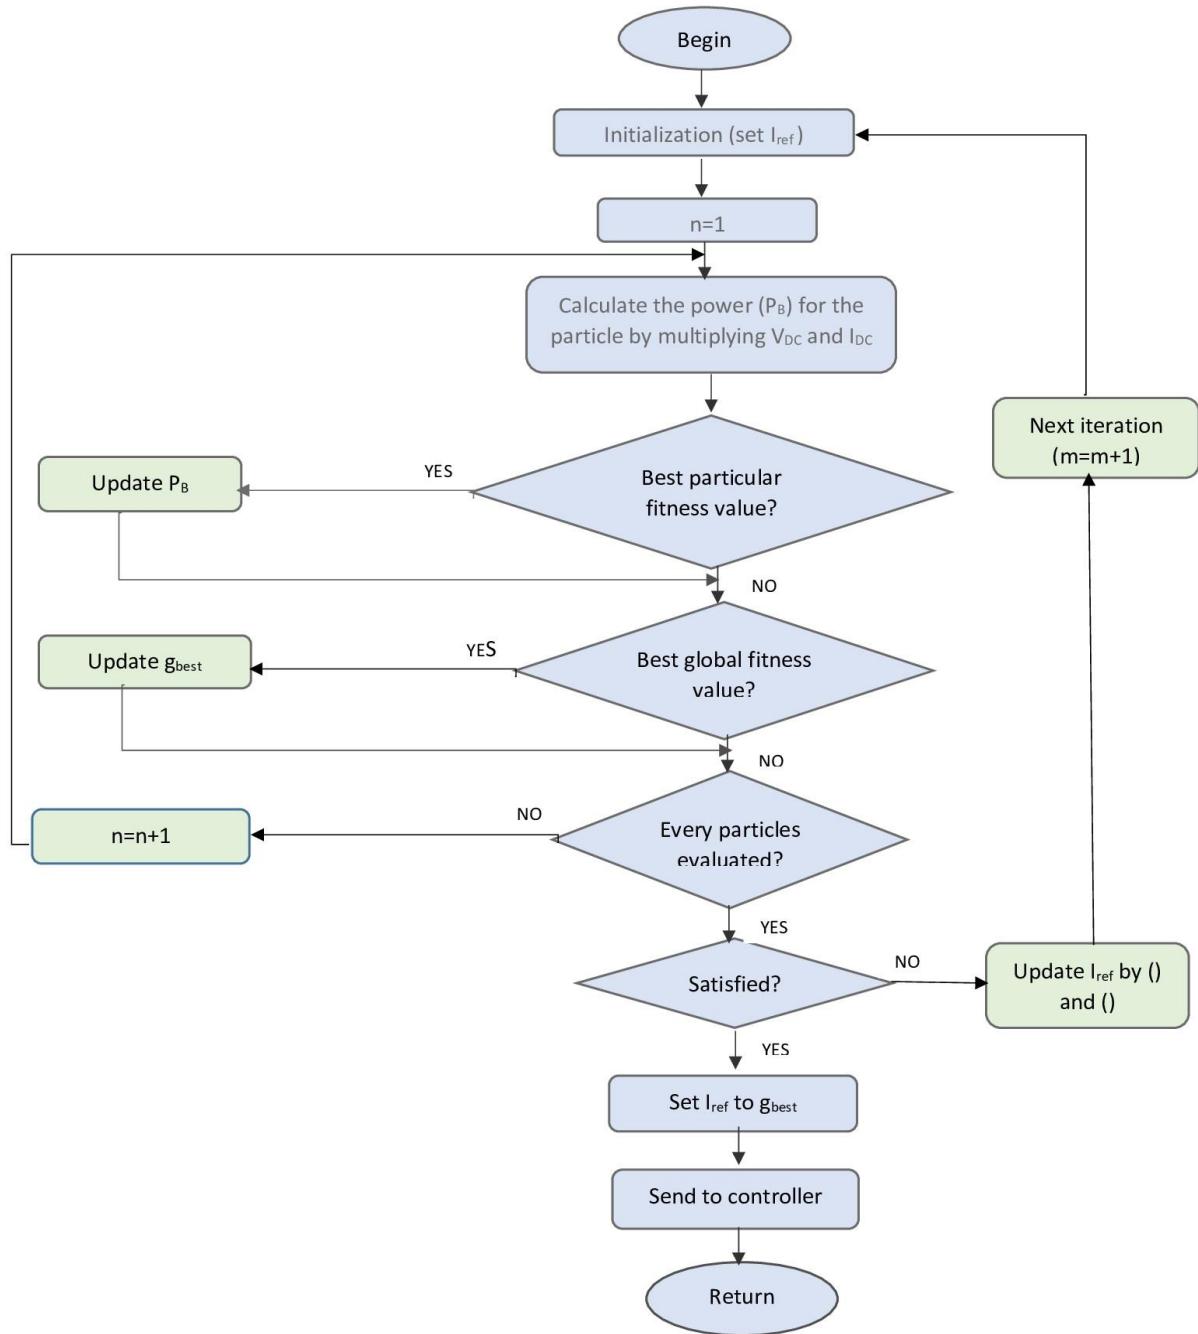 Begin
Initialization (set Iref )
n=1
Calculate the power (PB) for the
particle by multiplying VDC and IDC
Next iteration
(m=m+1)
YES
Update PB
Best particular
fitness value?
NO
YES
Update gbest
Best global fitness
value?
NO
NO
n=n+1
Every particles
evaluated?
YES
NO
Satisfied?
Update Iref by ()
and ()
YES
Set Iref to gbest
Send to controller
Return